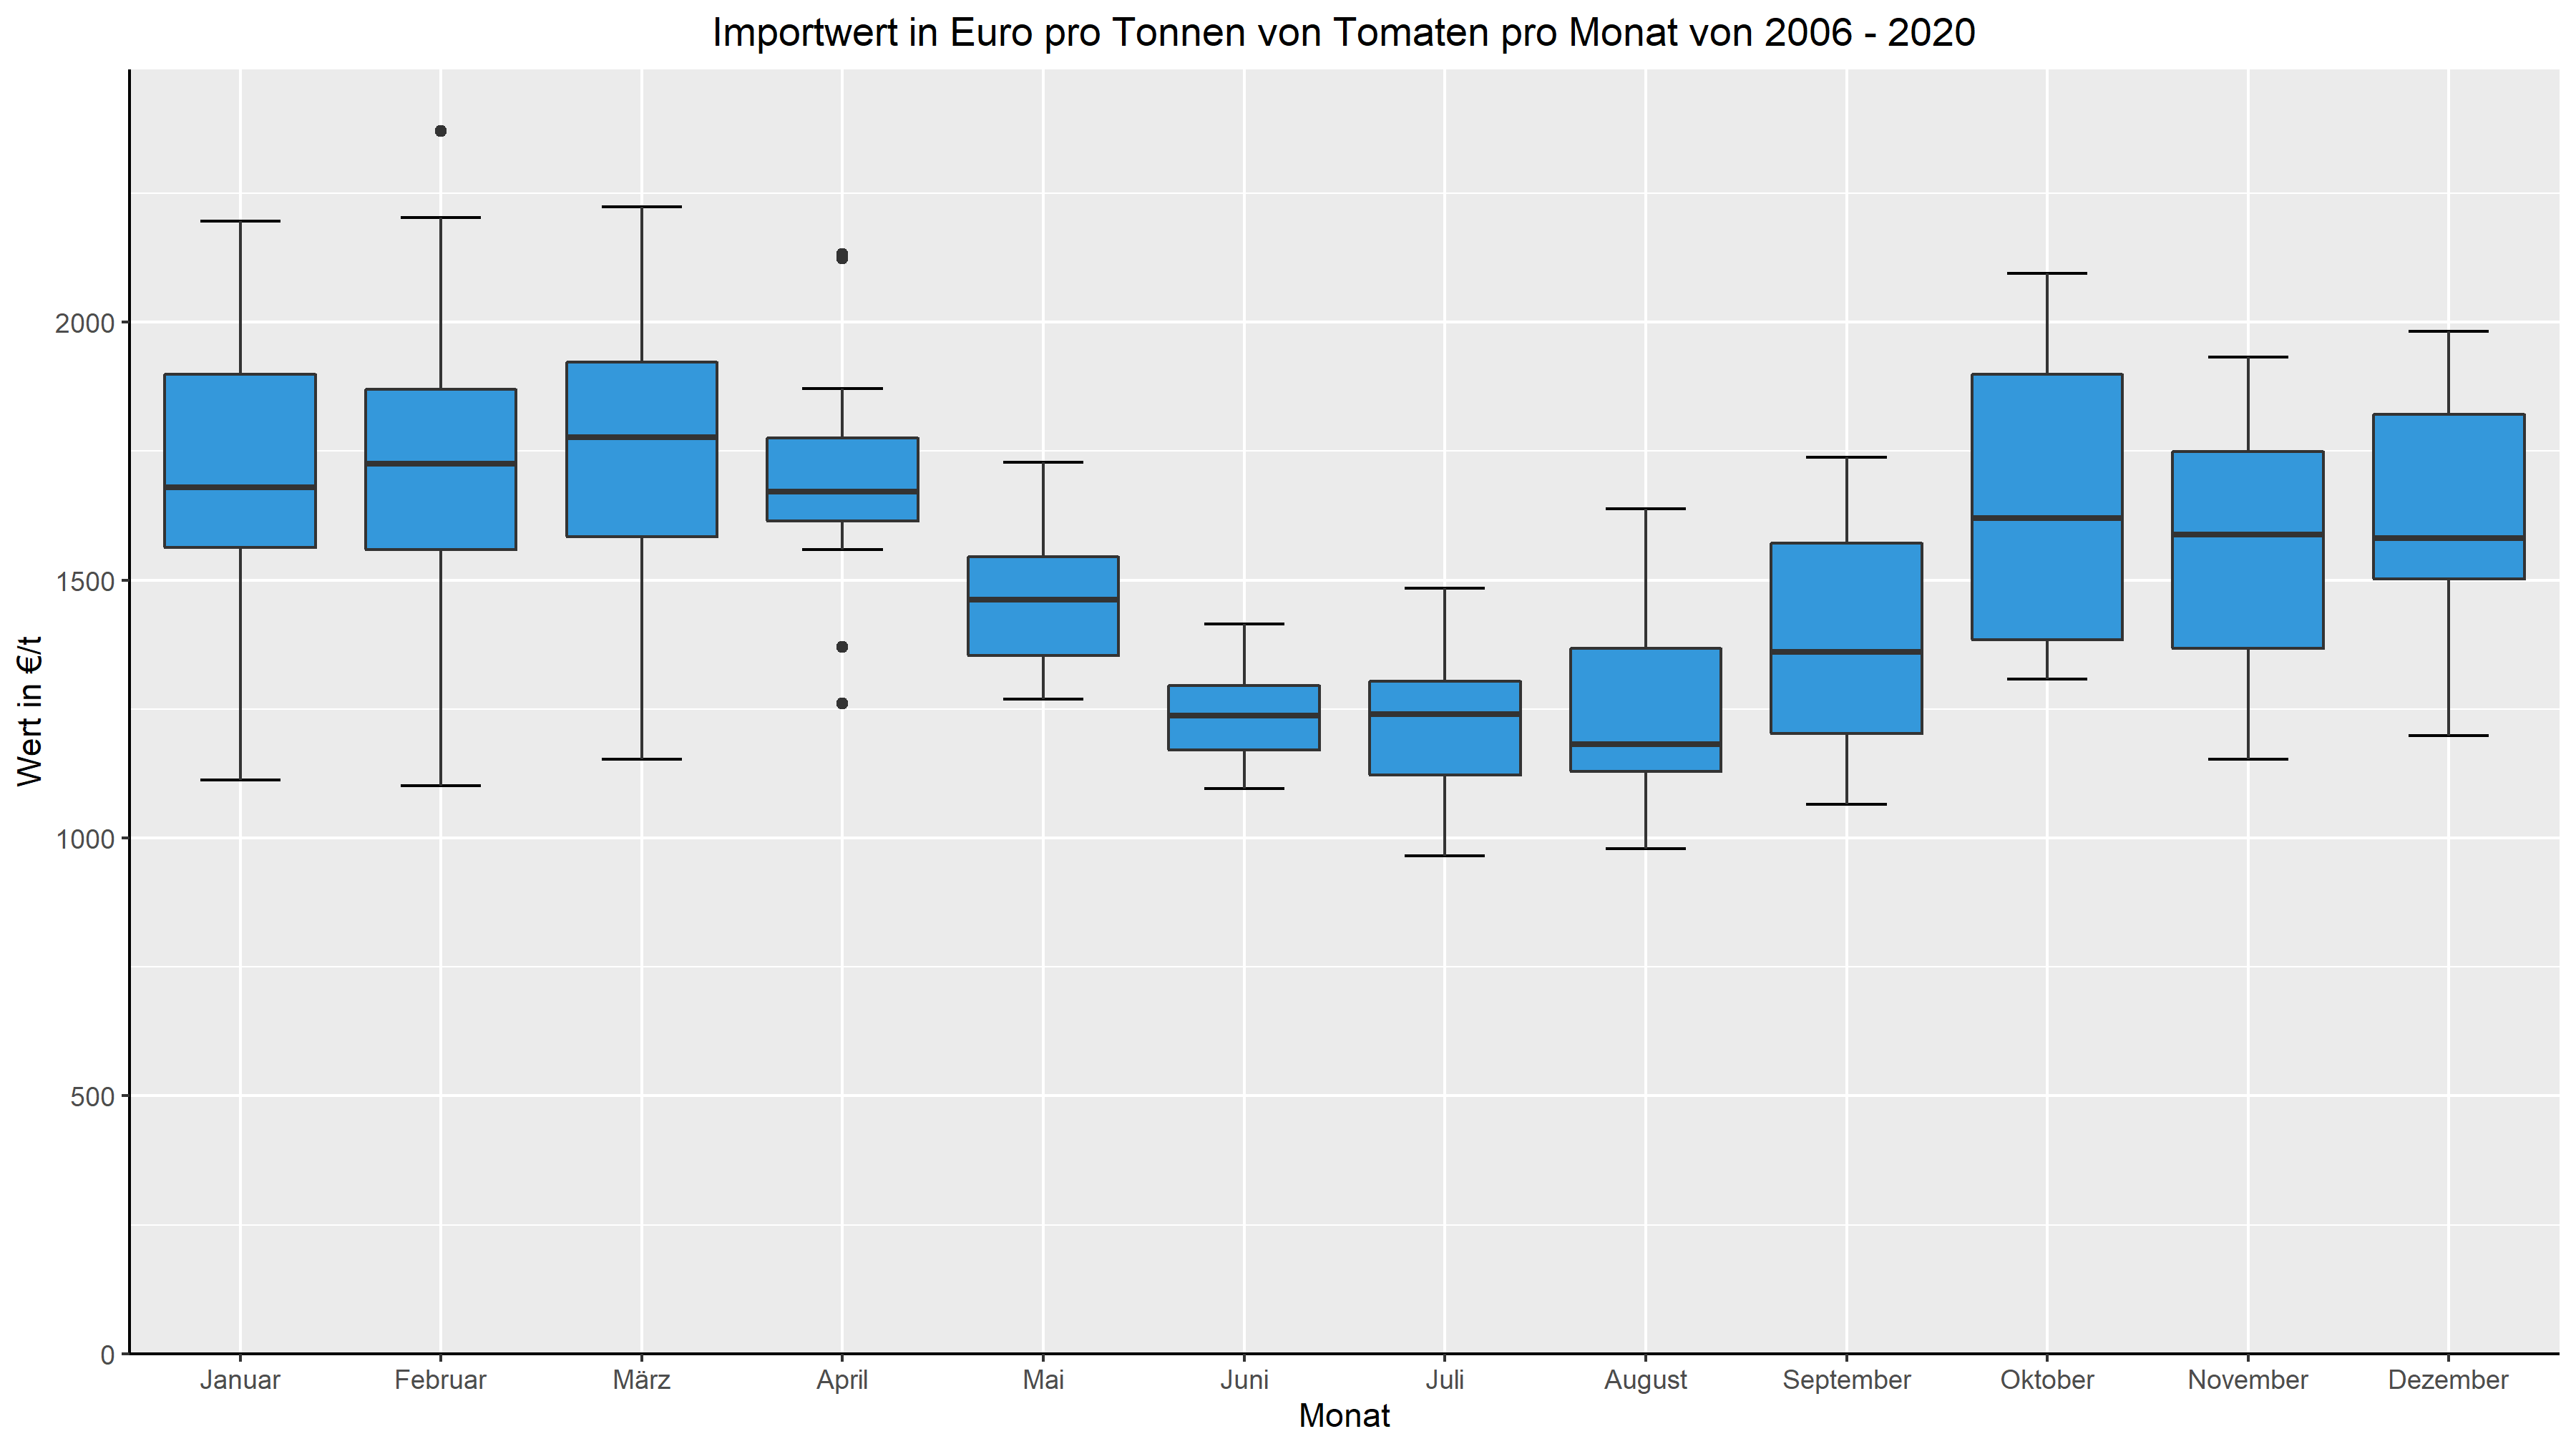 Importwert in Euro pro Tonnen von Tomaten pro Monat von 2006 - 2020
Wert in €/t
2000
1500
1000
500
0
Januar Februar März April Mai Juni Juli August September Oktober November Dezember
Monat